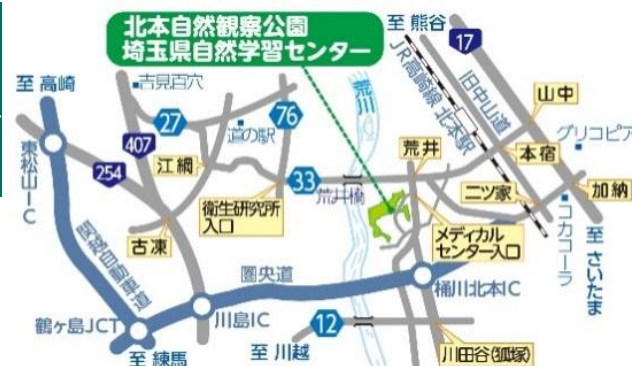 北本自然観察公園
埼玉県自然学習センター
至 熊谷
17
至 高崎
吉見百穴
荒川
JR高崎線 北本駅
旧中山道
山中
407
27
道の駅
76
グリコピア
254
江綱
33
荒井橋
荒井
本宿
東松山IC
衛生研究所
入口
二ツ家
加納
古凍
メディカル
センター入口
コカコーラ
関越自動車道
圏央道
桶川北本IC
至 さいたま
鶴ヶ島JCT
川島IC
12
至 練馬
至 川越
川田谷(狐塚)